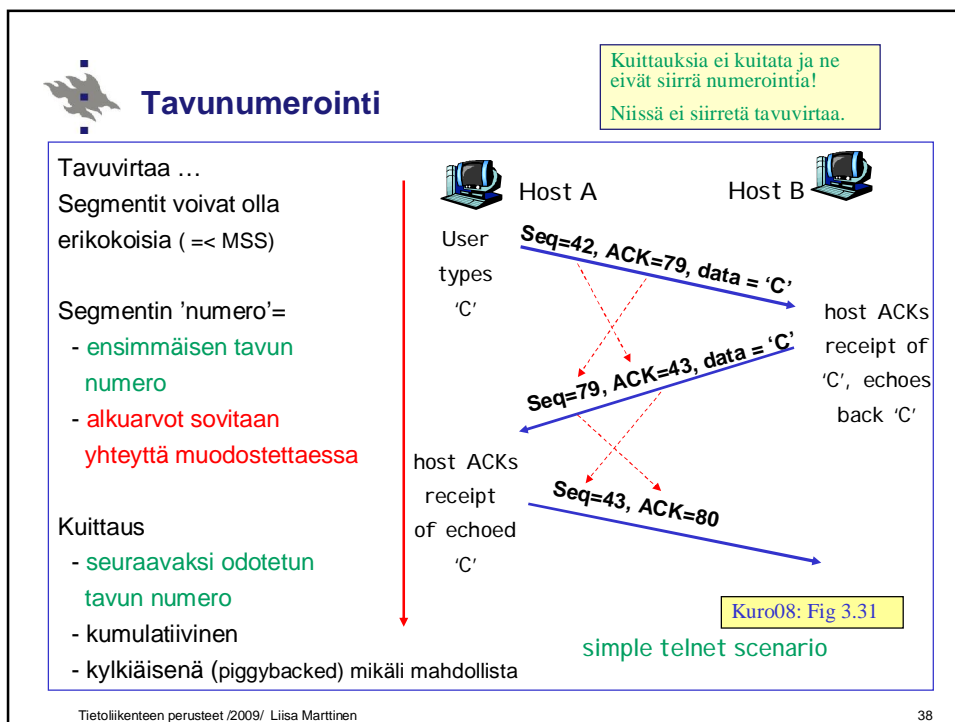 Tavunumerointi
Kuittauksia ei kuitata ja ne
eivät siirrä numerointia!
Niissä ei siirretä tavuvirtaa.
Tavuvirtaa …
Segmentit voivat olla
erikokoisia ( =< MSS)
Segmentin ’numero’=
- ensimmäisen tavun
numero
- alkuarvot sovitaan
yhteyttä muodostettaessa
Kuittaus
- seuraavaksi odotetun
tavun numero
- kumulatiivinen
- kylkiäisenä (piggybacked) mikäli mahdollista
Host A
Host B
User
types
‘C’
Seq=42, ACK=79, data = ‘C’
host ACKs
receipt of
‘C’, echoes
back ‘C’
Seq=79, ACK=43, data = ‘C’
host ACKs
receipt
of echoed
‘C’
Seq=43, ACK=80
Kuro08: Fig 3.31
simple telnet scenario
Tietoliikenteen perusteet /2009/ Liisa Marttinen
38